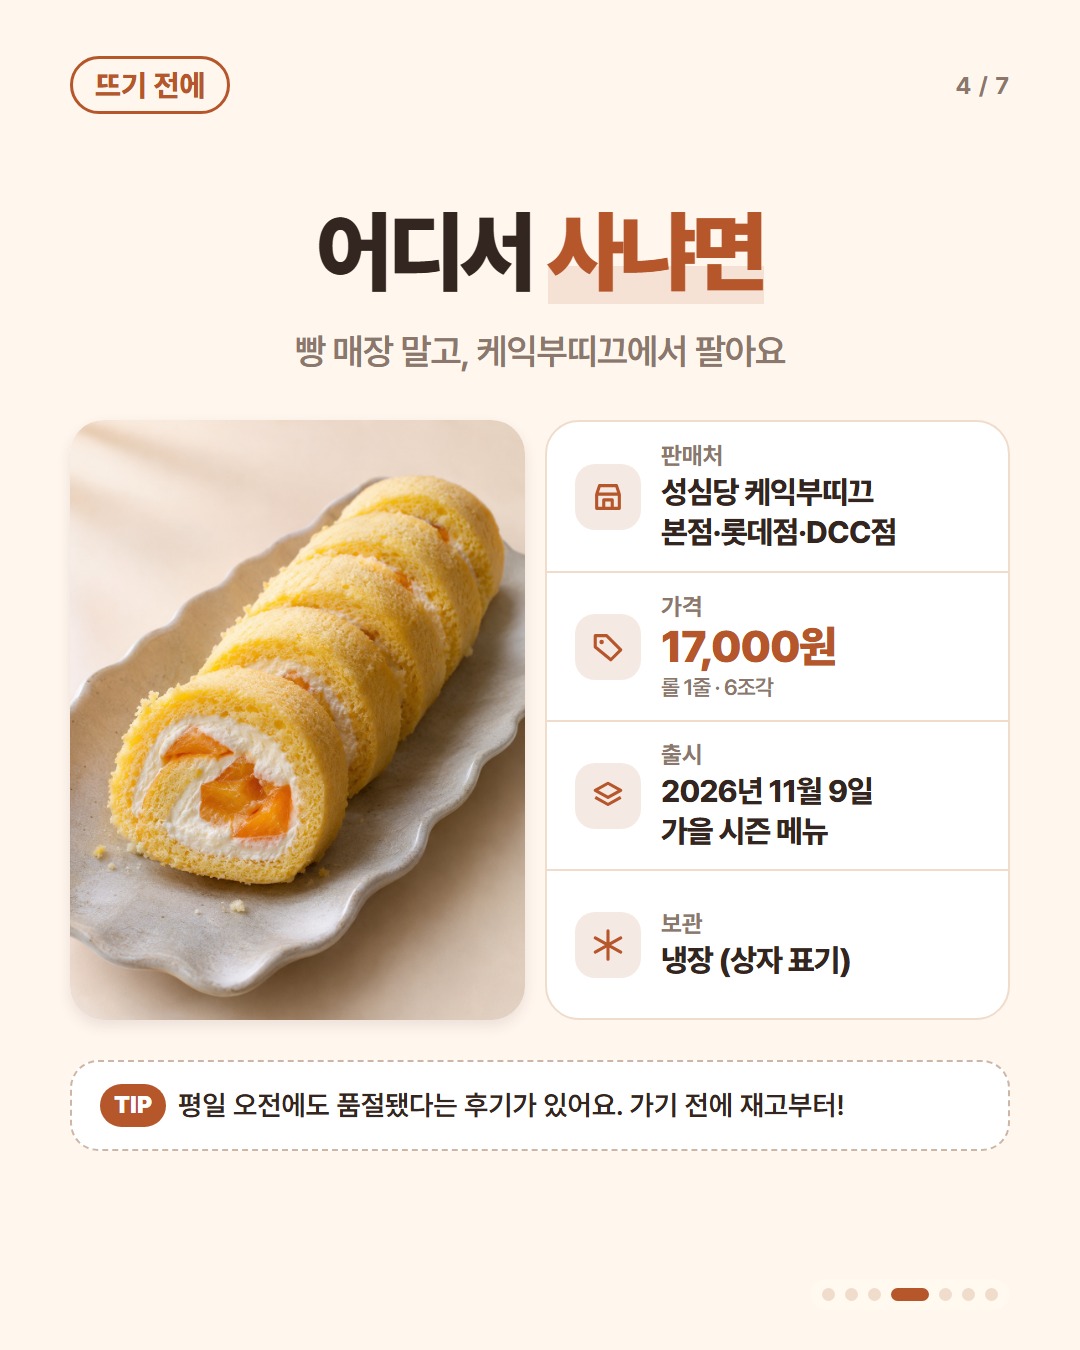 뜨기 전에
4 / 7
어디서 사냐면
빵 매장 말고, 케익부띠끄에서 팔아요
판매처
성심당 케익부띠끄
본점·롯데점·DCC점
가격
17,000원
롤 1줄 · 6조각
출시
2026년 11월 9일
가을 시즌 메뉴
보관
냉장 (상자 표기)
TIP 평일 오전에도 품절됐다는 후기가 있어요. 가기 전에 재고부터!